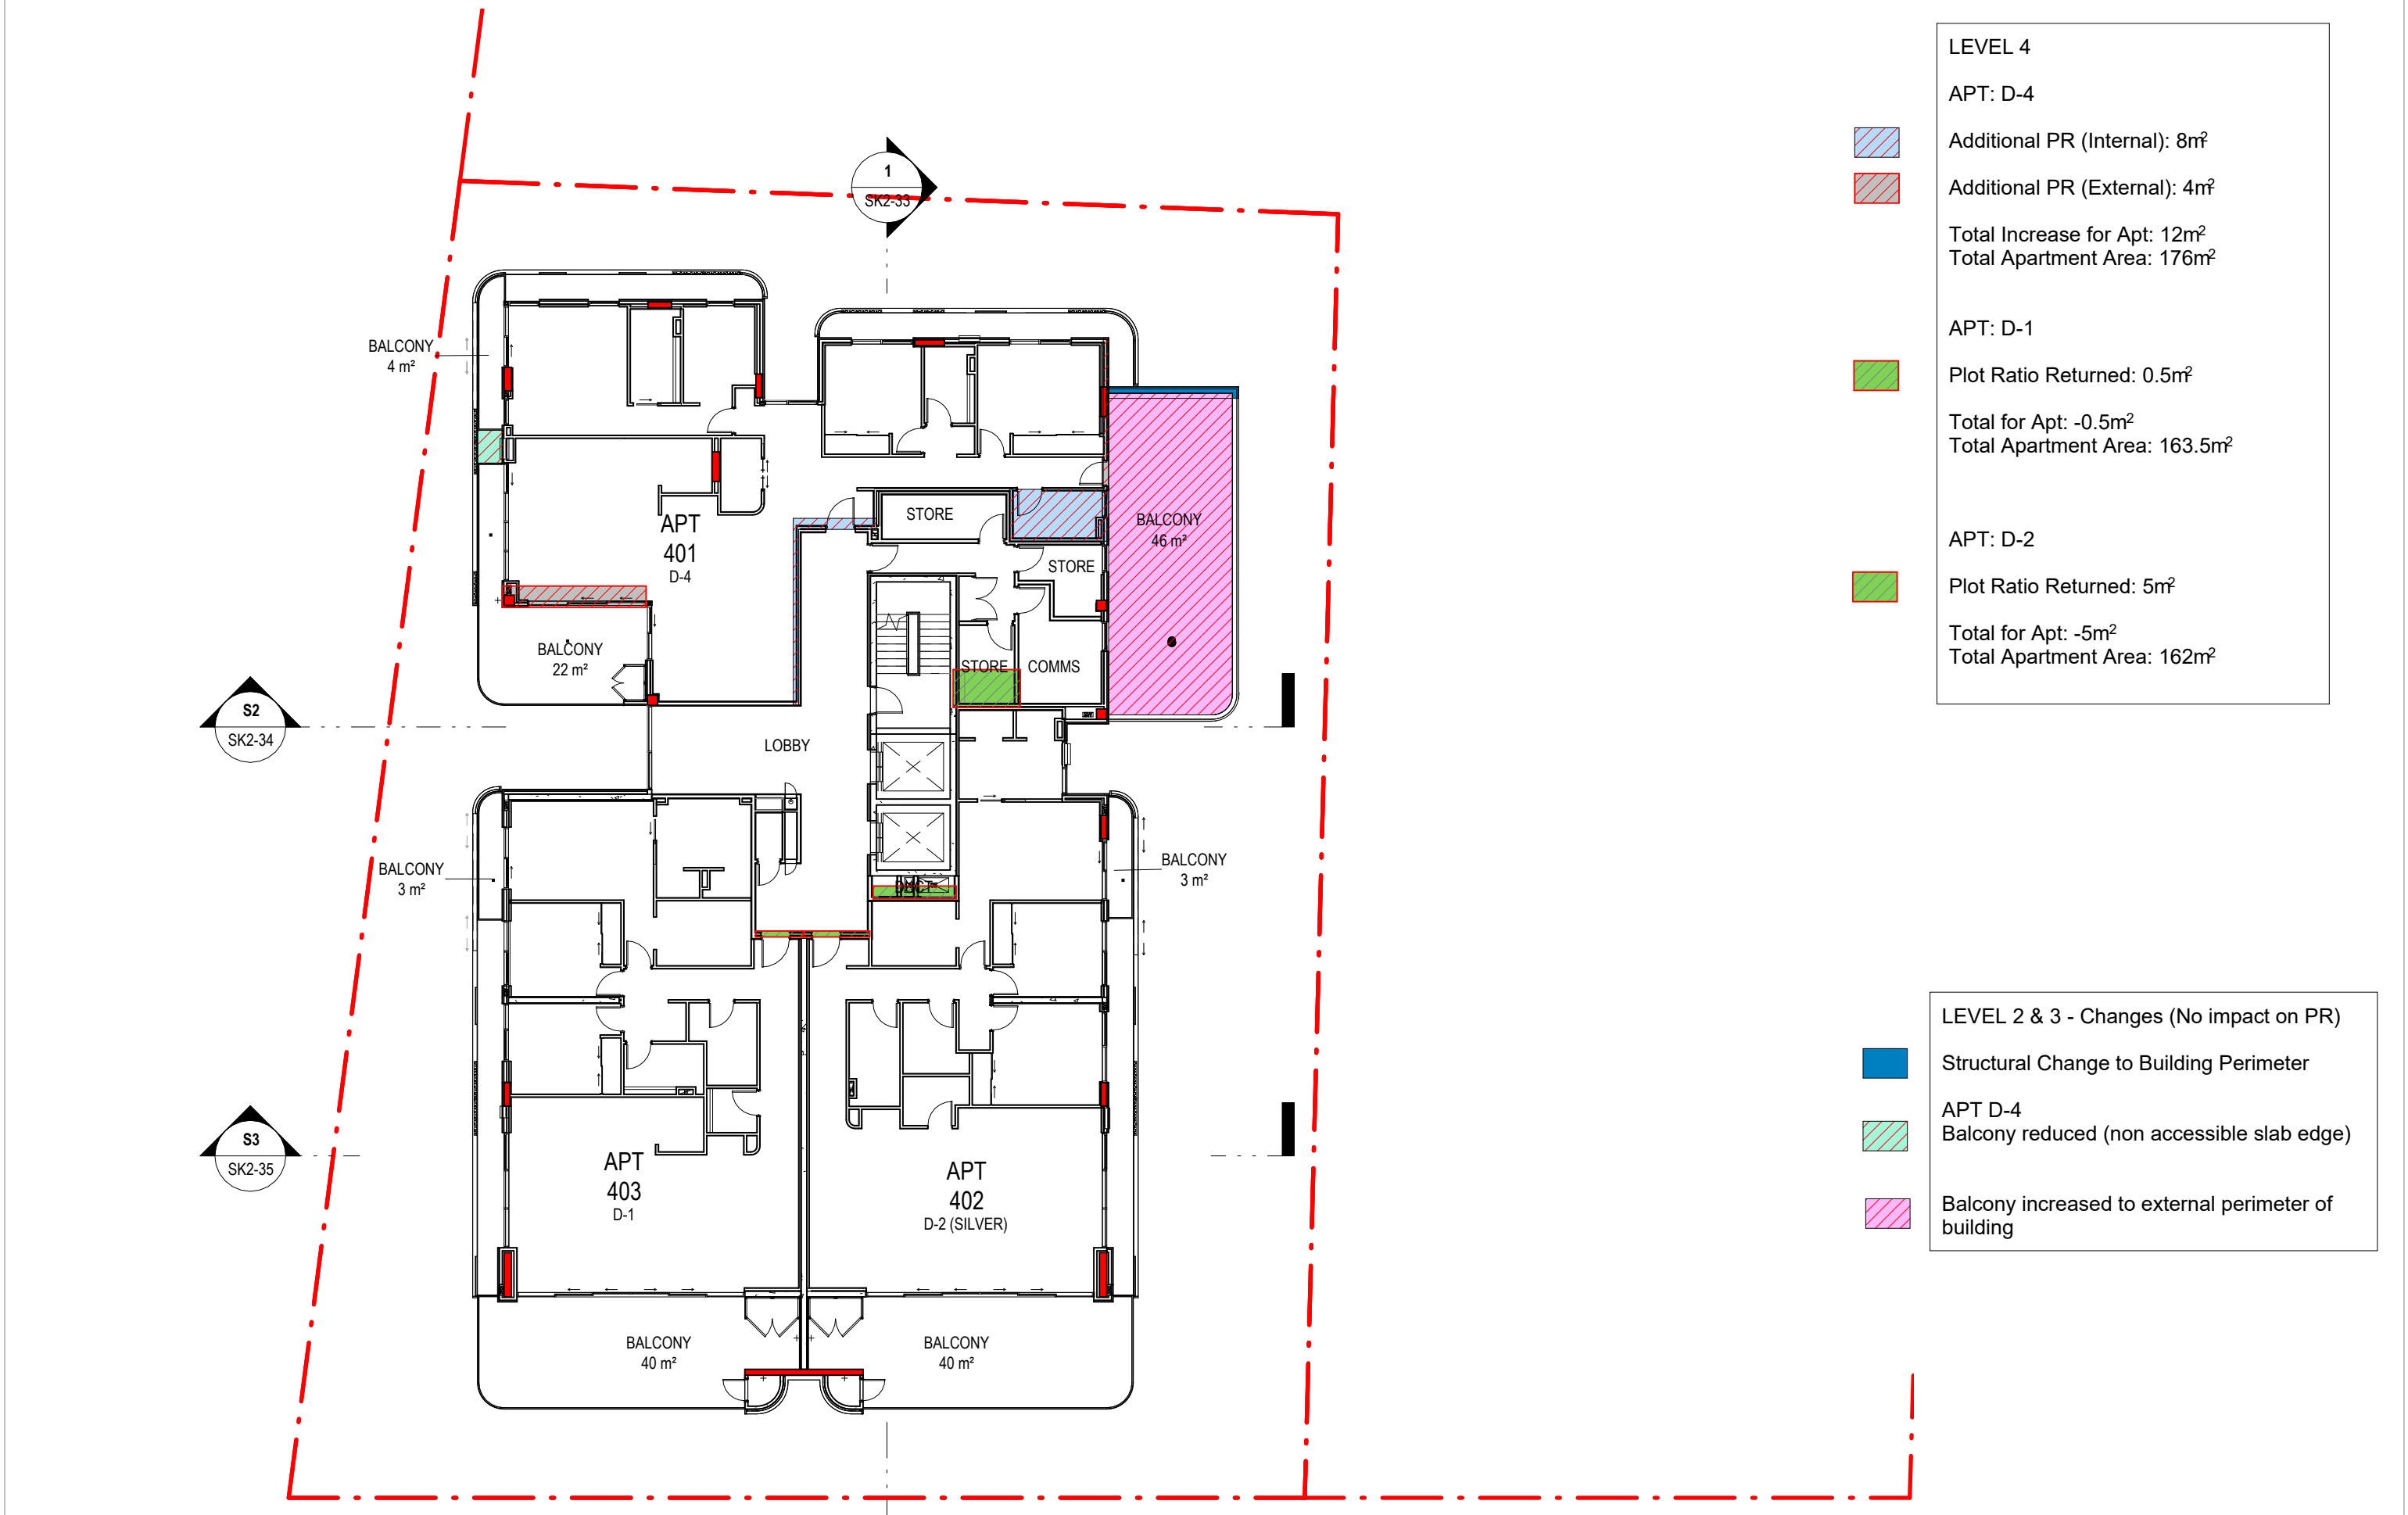 1
SK2-33
BALCONY
4 m²
STORE
APT
401
D-4
BALCONY
46 m²
STORE
BALCONY
22 m²
STORE
COMMS
S2
SK2-34
LOBBY
BALCONY
3 m²
BALCONY
3 m²
S3
SK2-35
APT
403
D-1
APT
402
D-2 (SILVER)
BALCONY
40 m²
BALCONY
40 m²
LEVEL 4
APT: D-4
Additional PR (Internal): 8m²
Additional PR (External): 4m²
Total Increase for Apt: 12m²
Total Apartment Area: 176m²
APT: D-1
Plot Ratio Returned: 0.5m²
Total for Apt: -0.5m²
Total Apartment Area: 163.5m²
APT: D-2
Plot Ratio Returned: 5m²
Total for Apt: -5m²
Total Apartment Area: 162m²
LEVEL 2 & 3 - Changes (No impact on PR)
Structural Change to Building Perimeter
APT D-4
Balcony reduced (non accessible slab edge)
Balcony increased to external perimeter of
building